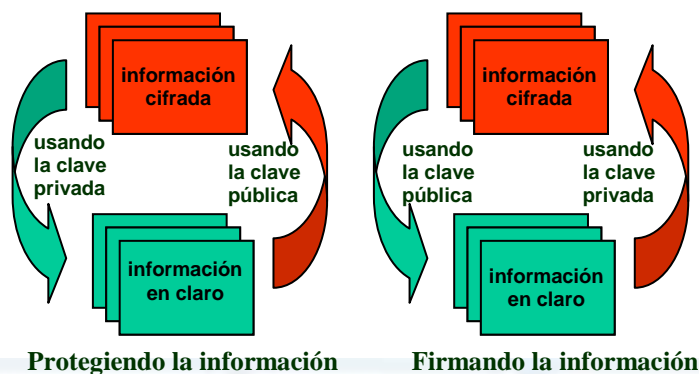 información
cifrada
usando
la clave
privada
usando
la clave
pública
información
en claro
Protegiendo la información
información
cifrada
usando
la clave
pública
usando
la clave
privada
información
en claro
Firmando la información